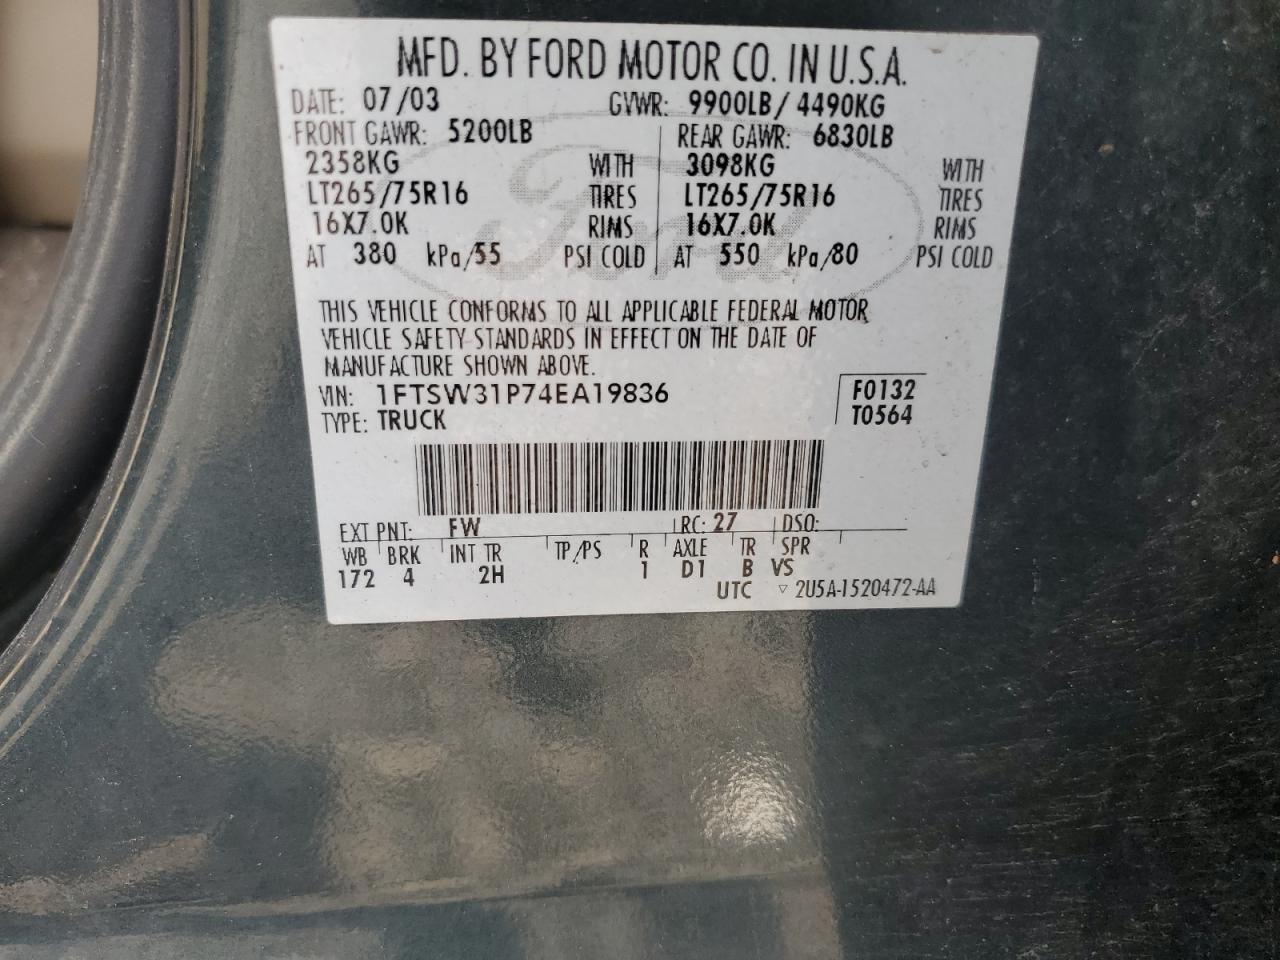 MFD. BY FORD MOTOR CO. IN U.S.A.
DATE: 07/03 GVWR: 9900LB/ 4490KG
FRONT GAWR: 5200LB REAR GAWR: 6830LB
2358KG WITH 3098KG WITH
LT265/75R16 TIRES LT265/75R16 TIRES
16X7.0K RIMS 16X7.0K RIMS
AT 380 kPa/55 PSI COLD AT 550 kPa/80 PSI COLD
Ford
THIS VEHICLE CONFORMS TO ALL APPLICABLE FEDERAL MOTOR
VEHICLE SAFETY STANDARDS IN EFFECT ON THE DATE OF
MANUFACTURE SHOWN ABOVE.
VIN: 1FTSW31P74EA19836 F0132
TYPE: TRUCK T0564
EXT PNT: FW RC: 27 DSO:
WB BRK INT TR TP/PS R AXLE TR SPR
172 4 2H 1 D1 B VS
UTC ▽ 2U5A-1520472-AA